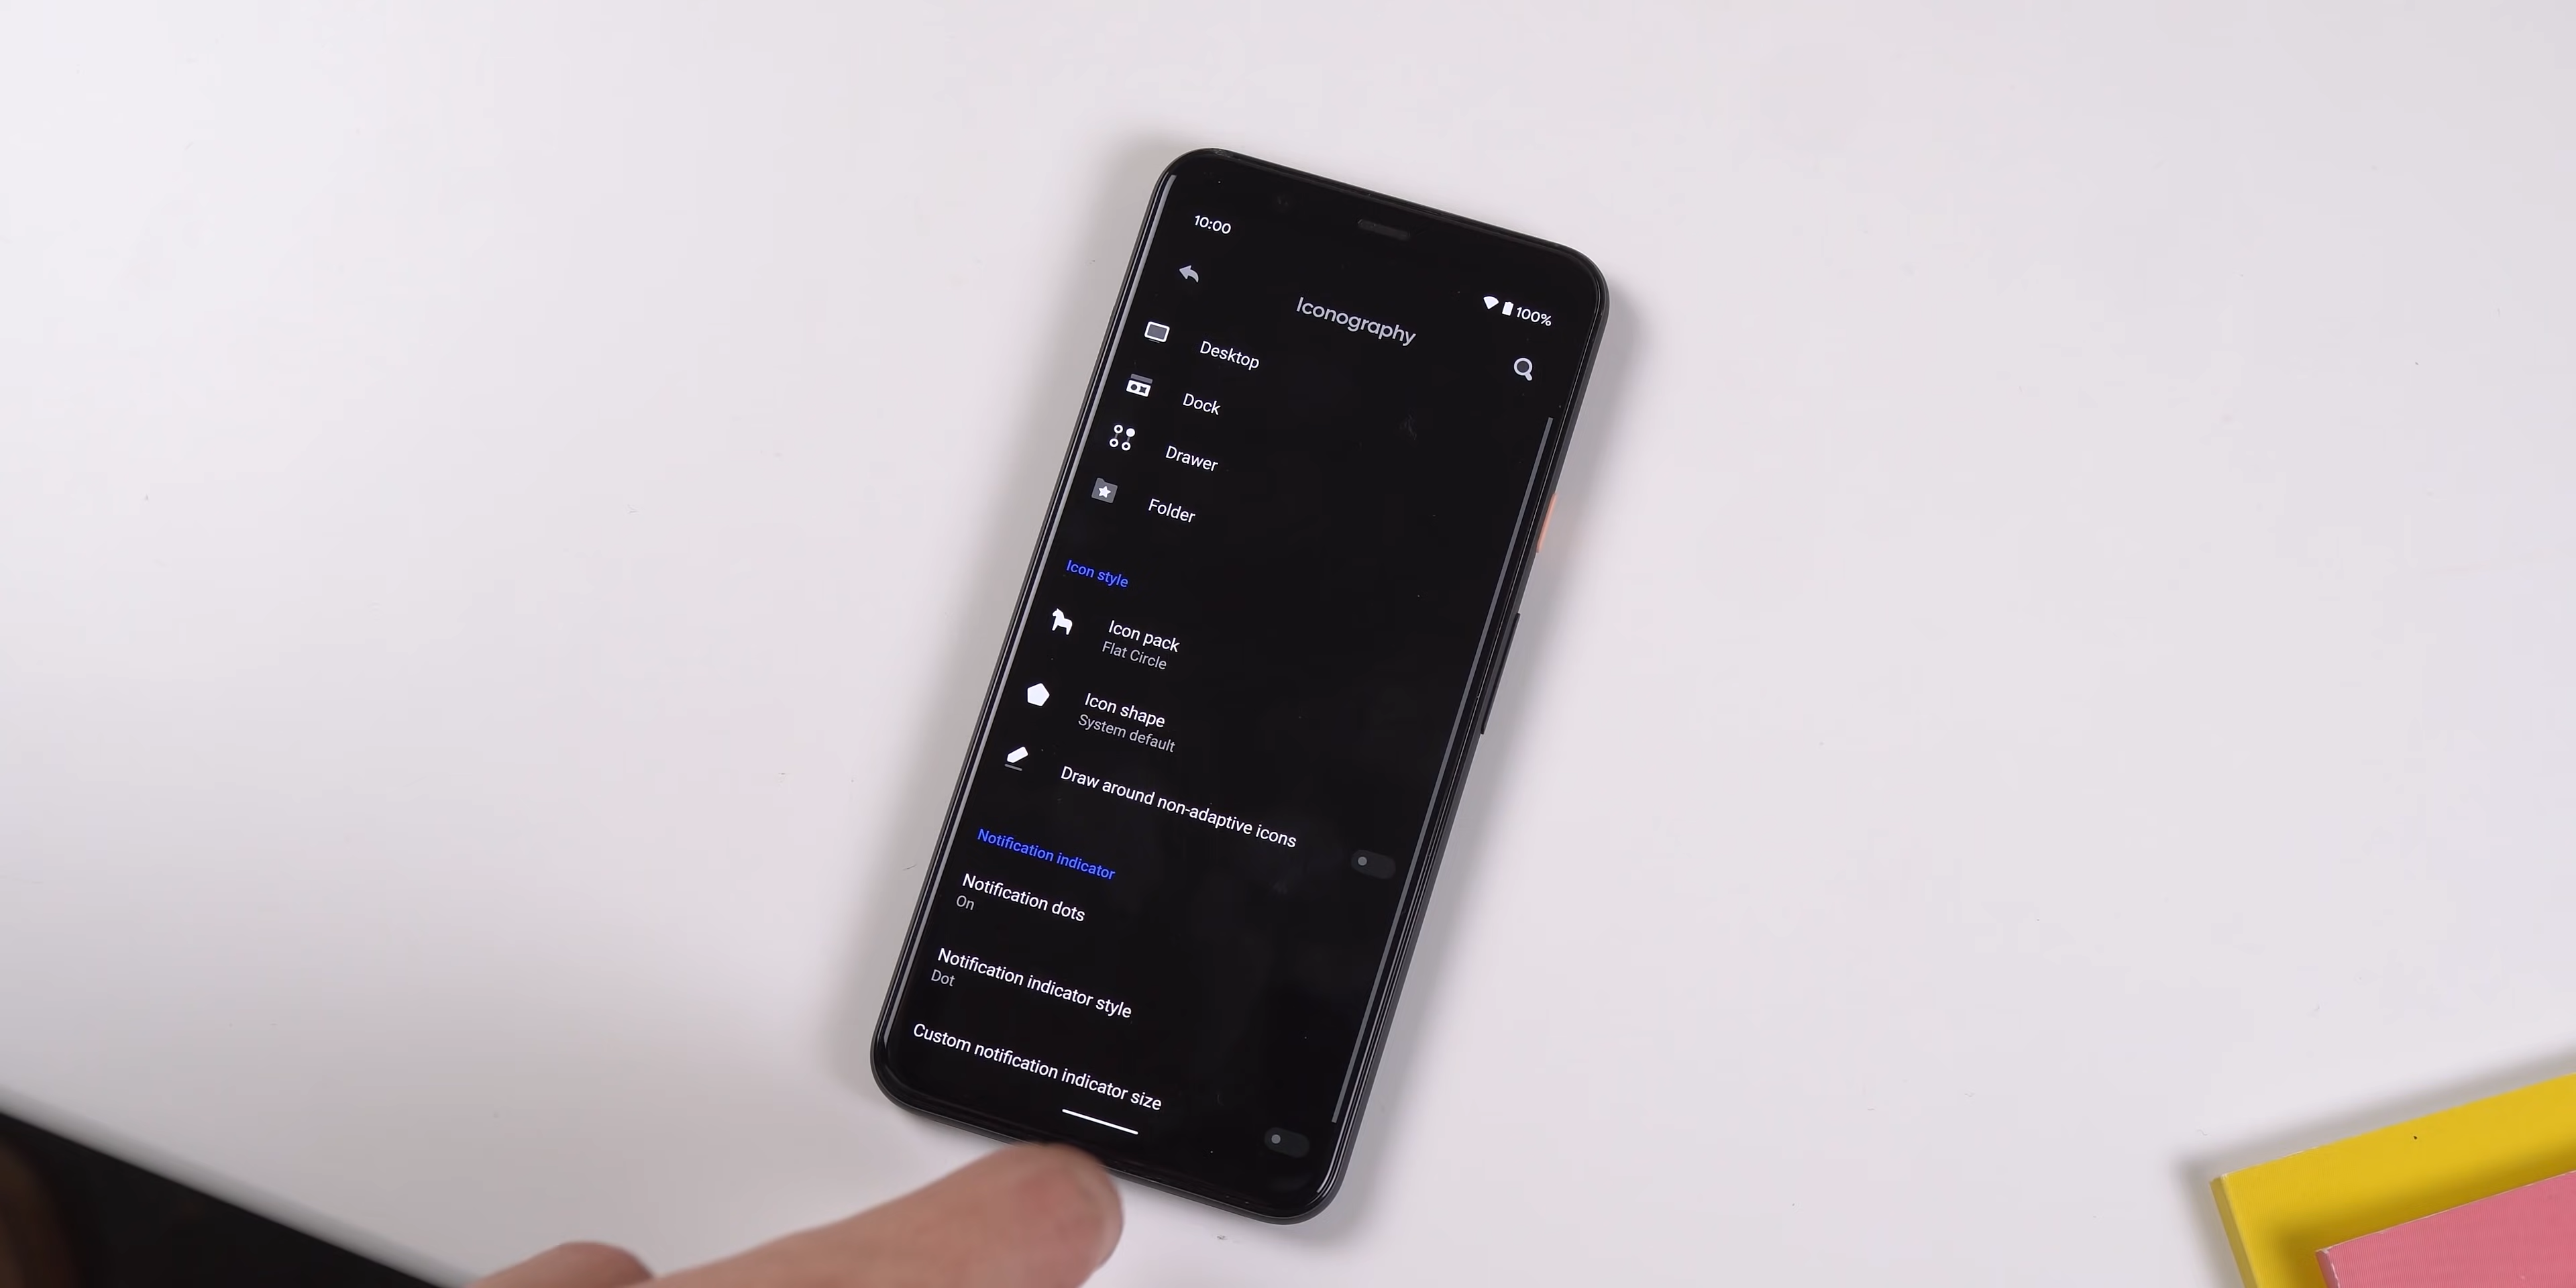 10:00
100%
Iconography
Desktop
Dock
Drawer
Folder
Icon style
Icon pack
Flat Circle
Icon shape
System default
Draw around non-adaptive icons
Notification indicator
Notification dots
On
Notification indicator style
Dot
Custom notification indicator size